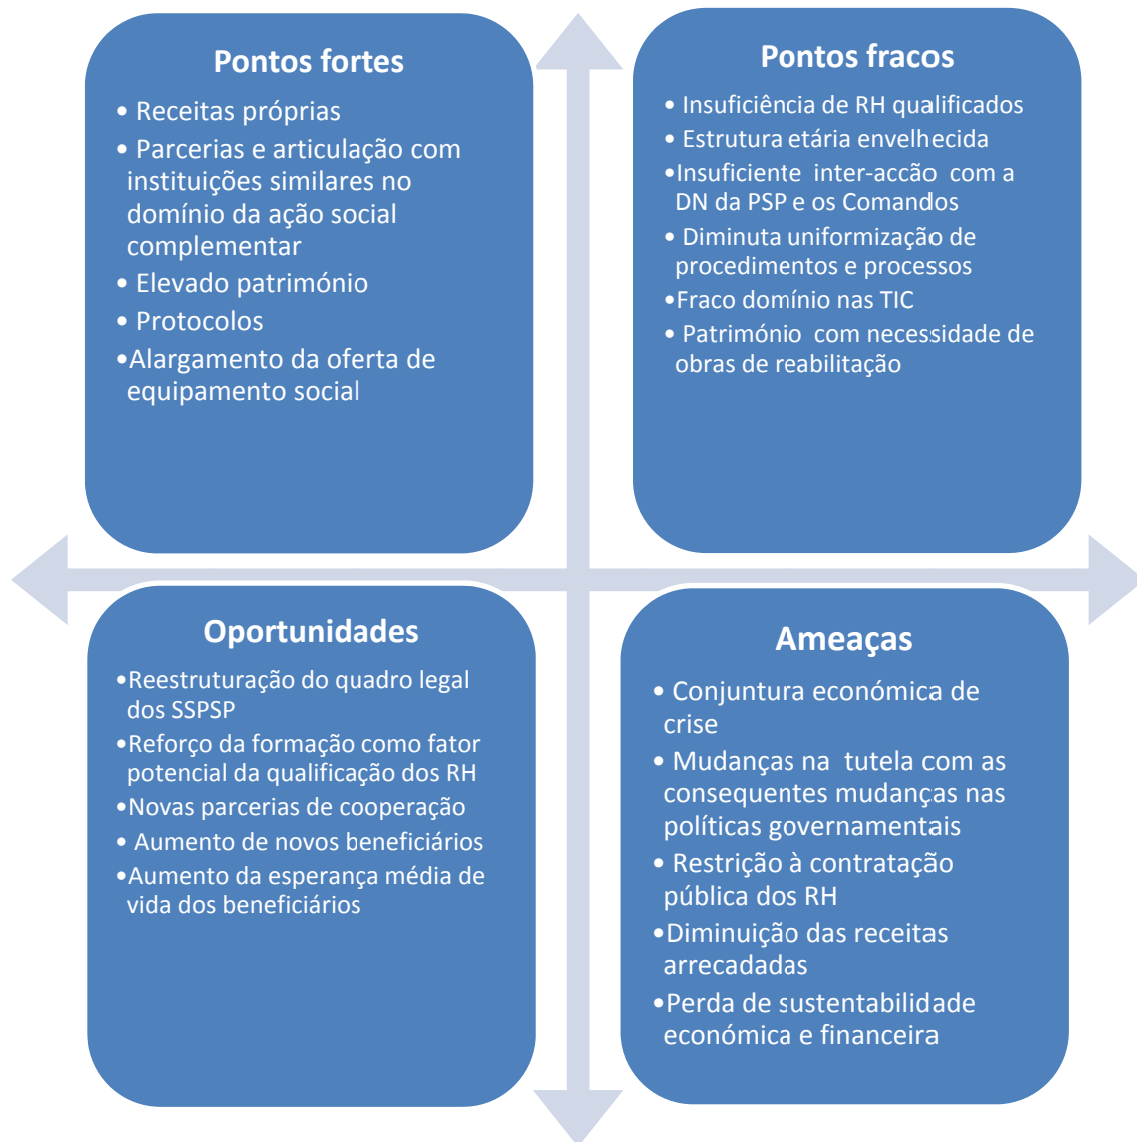 Pontos fortes
• Receitas próprias
• Parcerias e articulação com
instituições similares no
domínio da ação social
complementar
• Elevado património
• Protocolos
•Alargamento da oferta de
equipamento social
Pontos fracos
• Insuficiência de RH qualificados
• Estrutura etária envelhecida
•Insuficiente inter-accão com a
DN da PSP e os Comandos
• Diminuta uniformização de
procedimentos e processos
•Fraco domínio nas TIC
• Património com necessidade de
obras de reabilitação
Oportunidades
•Reestruturação do quadro legal
dos SSPSP
•Reforço da formação como fator
potencial da qualificação dos RH
•Novas parcerias de cooperação
• Aumento de novos beneficiários
•Aumento da esperança média de
vida dos beneficiários
Ameaças
• Conjuntura económica de
crise
• Mudanças na tutela com as
consequentes mudanças nas
políticas governamentais
• Restrição à contratação
pública dos RH
•Diminuição das receitas
arrecadadas
•Perda de sustentabilidade
económica e financeira